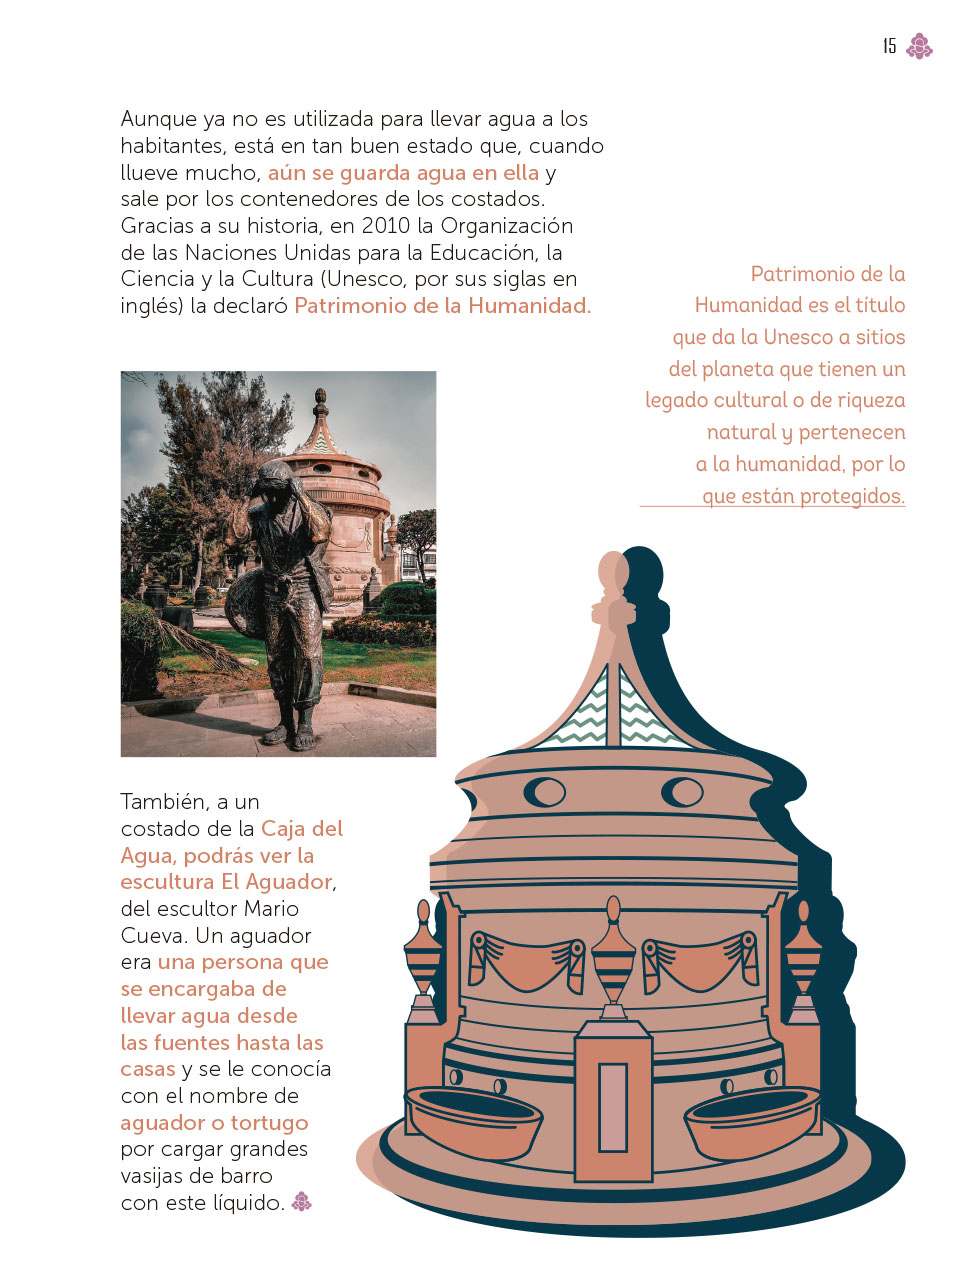 15
Aunque ya no es utilizada para llevar agua a los
habitantes, está en tan buen estado que, cuando
llueve mucho, aún se guarda agua en ella y
sale por los contenedores de los costados.
Gracias a su historia, en 2010 la Organización
de las Naciones Unidas para la Educación, la
Ciencia y la Cultura (Unesco, por sus siglas en
inglés) la declaró Patrimonio de la Humanidad.
Patrimonio de la
Humanidad es el título
que da la Unesco a sitios
del planeta que tienen un
legado cultural o de riqueza
natural y pertenecen
a la humanidad, por lo
que están protegidos.
También, a un
costado de la Caja del
Agua, podrás ver la
escultura El Aguador,
del escultor Mario
Cueva. Un aguador
era una persona que
se encargaba de
llevar agua desde
las fuentes hasta las
casas y se le conocía
con el nombre de
aguador o tortugo
por cargar grandes
vasijas de barro
con este líquido.